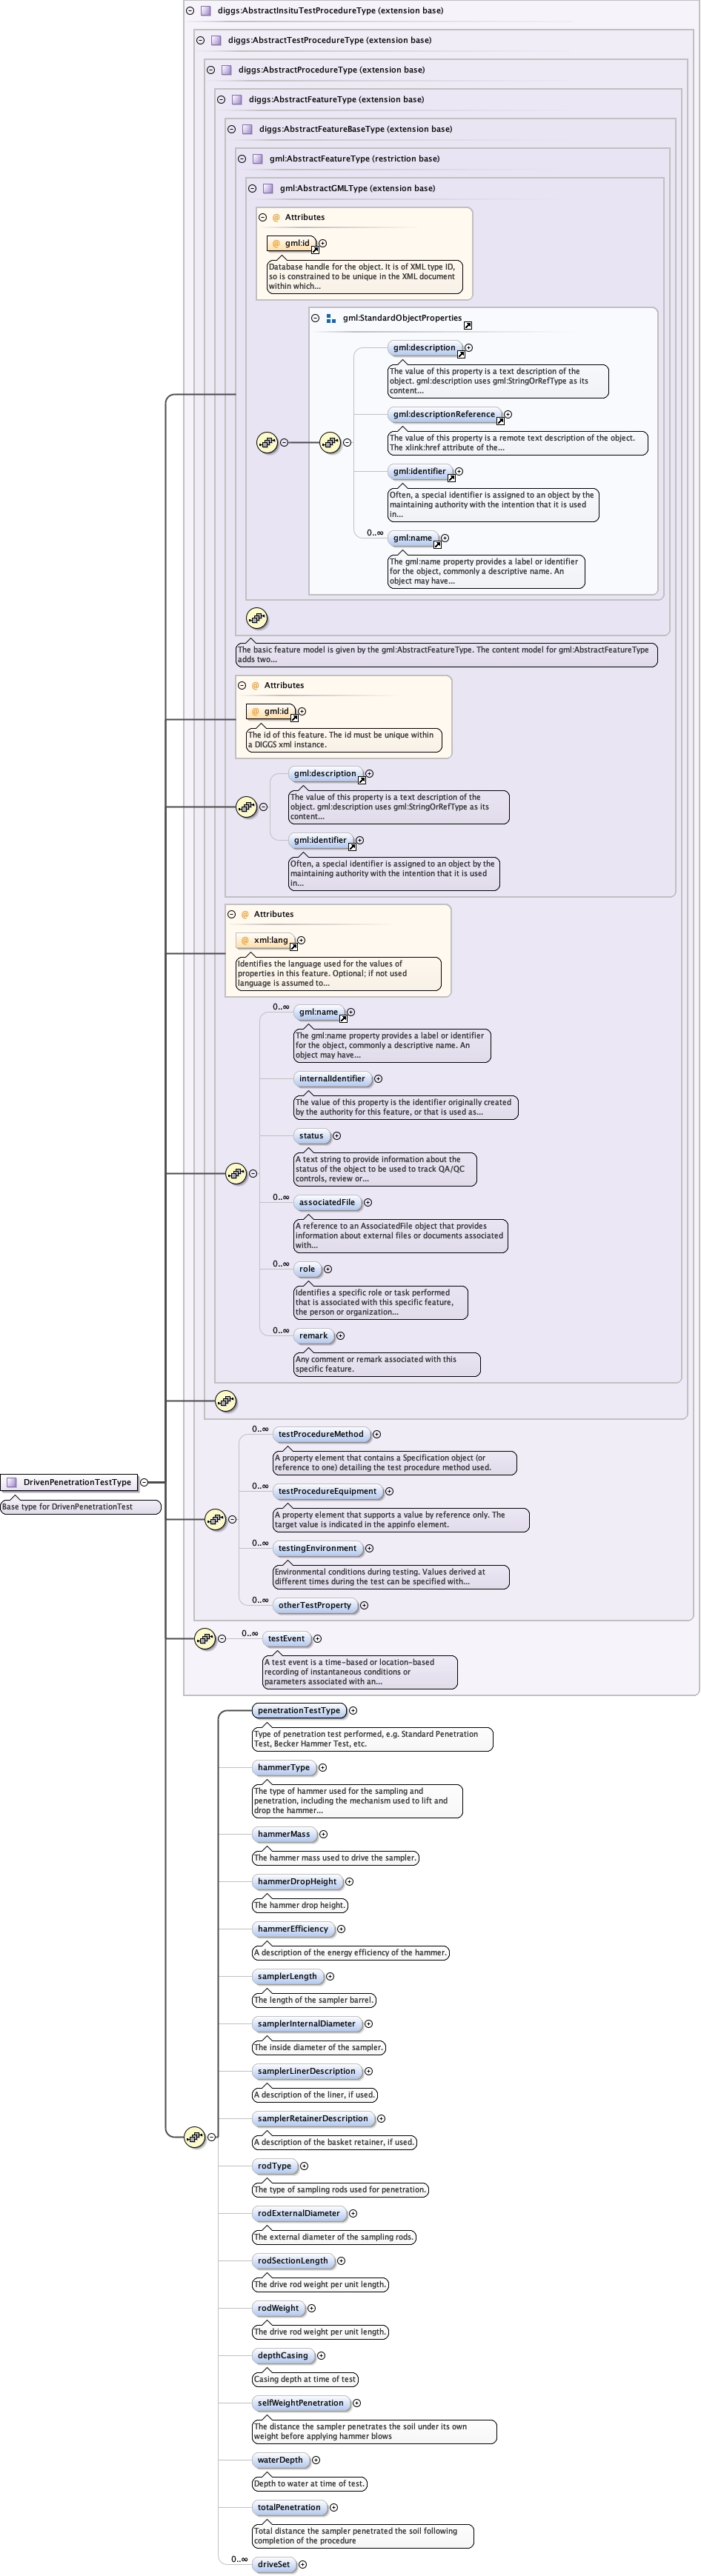 diggs:AbstractInsituTestProcedureType (extension base)
diggs:AbstractTestProcedureType (extension base)
diggs:AbstractProcedureType (extension base)
diggs:AbstractFeatureType (extension base)
diggs:AbstractFeatureBaseType (extension base)
gml:AbstractFeatureType (restriction base)
gml:AbstractGMLType (extension base)
@ Attributes
@ gml:id
Database handle for the object. It is of XML type ID,
so is constrained to be unique in the XML document
within which...
gml:StandardObjectProperties
gml:description
The value of this property is a text description of the
object. gml:description uses gml:StringOrRefType as its
content...
gml:descriptionReference
The value of this property is a remote text description of the object.
The xlink:href attribute of the...
gml:identifier
Often, a special identifier is assigned to an object by the
maintaining authority with the intention that it is used
in...
0..∞
gml:name
The gml:name property provides a label or identifier
for the object, commonly a descriptive name. An
object may have...
The basic feature model is given by the gml:AbstractFeatureType. The content model for gml:AbstractFeatureType
adds two...
@ Attributes
@ gml:id
The id of this feature. The id must be unique within
a DIGGS xml instance.
gml:description
The value of this property is a text description of the
object. gml:description uses gml:StringOrRefType as its
content...
gml:identifier
Often, a special identifier is assigned to an object by the
maintaining authority with the intention that it is used
in...
@ Attributes
@ xml:lang
Identifies the language used for the values of
properties in this feature. Optional; if not used
language is assumed to...
0..∞
gml:name
The gml:name property provides a label or identifier
for the object, commonly a descriptive name. An
object may have...
internalIdentifier
The value of this property is the identifier originally created
by the authority for this feature, or that is used as...
status
A text string to provide information about the
status of the object to be used to track QA/QC
controls, review or...
0..∞
associatedFile
A reference to an AssociatedFile object that provides
information about external files or documents associated
with...
0..∞
role
Identifies a specific role or task performed
that is associated with this specific feature,
the person or organization...
0..∞
remark
Any comment or remark associated with this
specific feature.
0..∞
testProcedureMethod
A property element that contains a Specification object (or
reference to one) detailing the test procedure method used.
DrivenPenetrationTestType
Base type for DrivenPenetrationTest
0..∞
testProcedureEquipment
A property element that supports a value by reference only. The
target value is indicated in the appinfo element.
0..∞
testingEnvironment
Environmental conditions during testing. Values derived at
different times during the test can be specified with...
0..∞
otherTestProperty
0..∞
testEvent
A test event is a time-based or location-based
recording of instantaneous conditions or
parameters associated with an...
penetrationTestType
Type of penetration test performed, e.g. Standard Penetration
Test, Becker Hammer Test, etc.
hammerType
The type of hammer used for the sampling and
penetration, including the mechanism used to lift and
drop the hammer...
hammerMass
The hammer mass used to drive the sampler.
hammerDropHeight
The hammer drop height.
hammerEfficiency
A description of the energy efficiency of the hammer.
samplerLength
The length of the sampler barrel.
samplerInternalDiameter
The inside diameter of the sampler.
samplerLinerDescription
A description of the liner, if used.
samplerRetainerDescription
A description of the basket retainer, if used.
rodType
The type of sampling rods used for penetration.
rodExternalDiameter
The external diameter of the sampling rods.
rodSectionLength
The drive rod weight per unit length.
rodWeight
The drive rod weight per unit length.
depthCasing
Casing depth at time of test
selfWeightPenetration
The distance the sampler penetrates the soil under its own
weight before applying hammer blows
waterDepth
Depth to water at time of test.
totalPenetration
Total distance the sampler penetrated the soil following
completion of the procedure
0..∞
driveSet